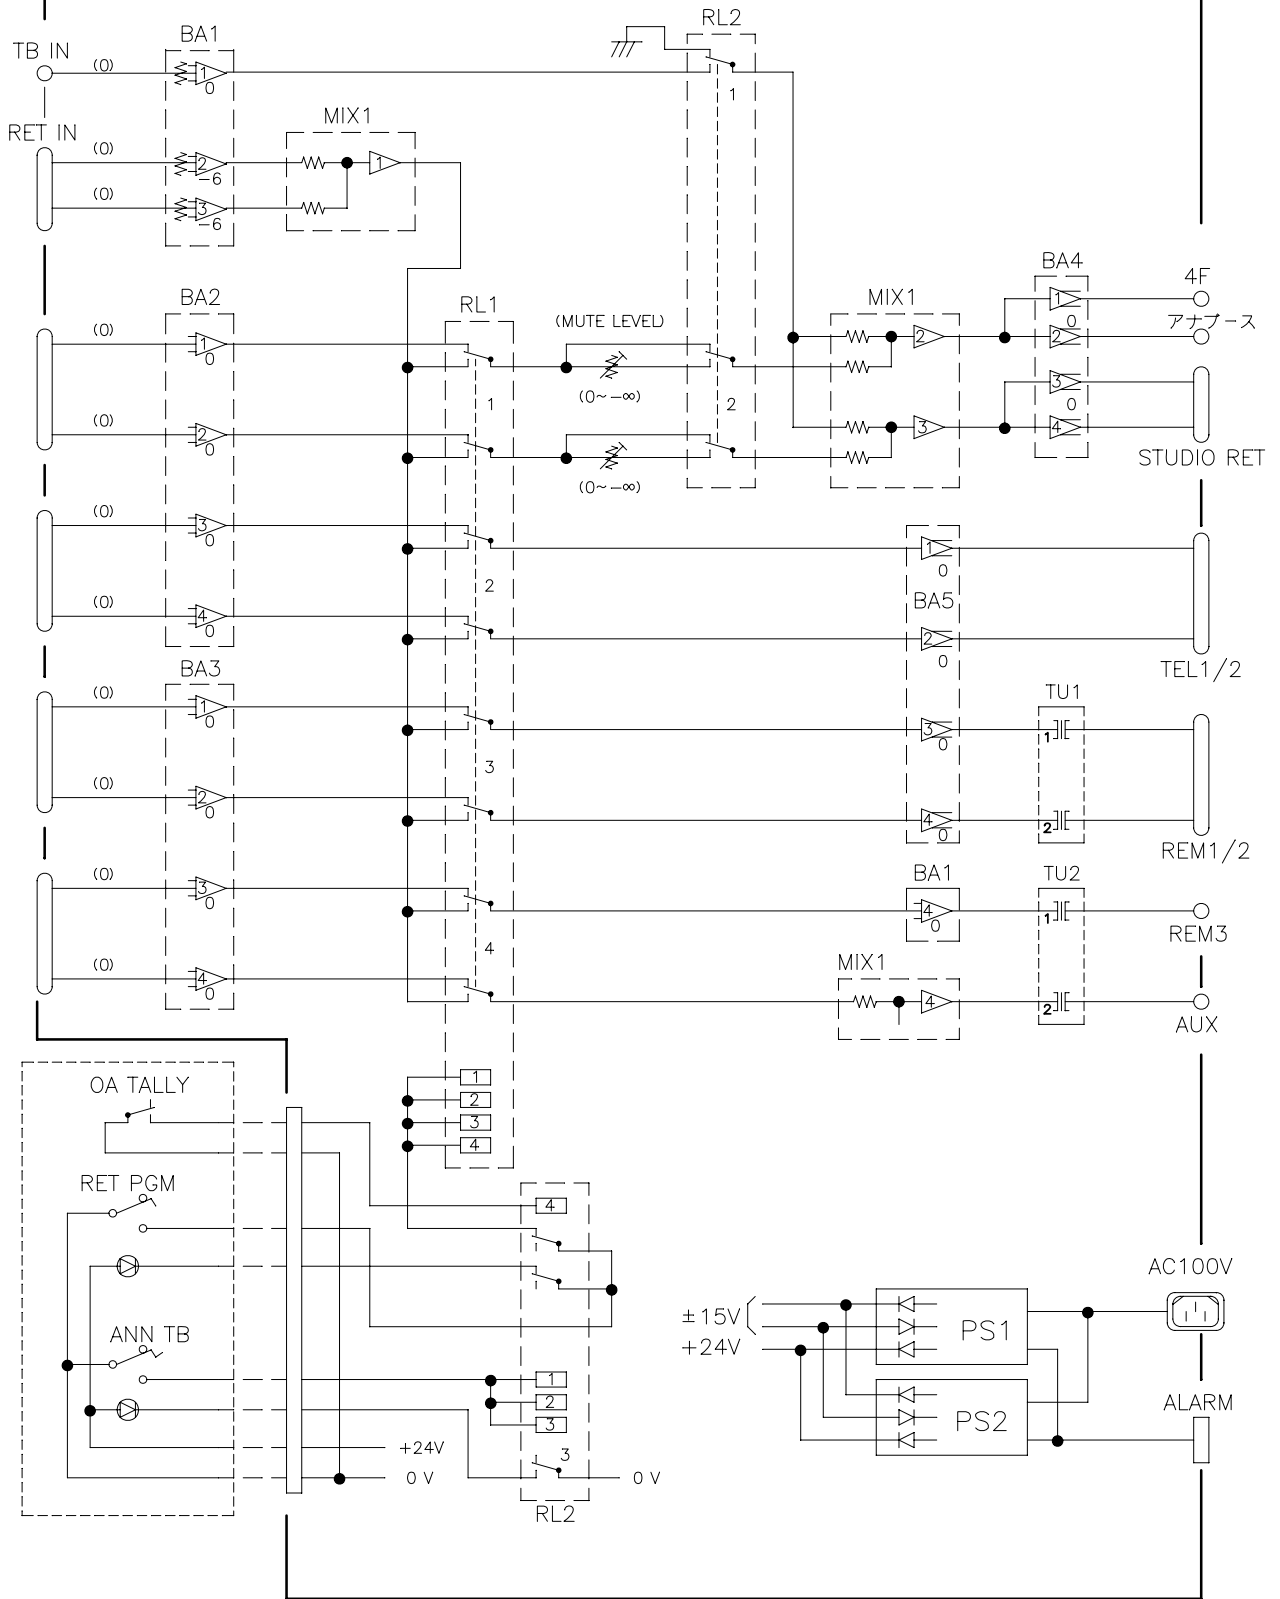 RL2
BA1
TB IN
(0)
1
0
1
MIX1
RET IN
(0)
2
-6
1
(0)
3
-6
BA4
4F
BA2
RL1
MIX1
1
0
アナブース
(0)
1
0
(MUTE LEVEL)
2
2
3
(0~-∞)
1
2
0
(0)
2
0
3
4
STUDIO RET
(0~-∞)
(0)
3
0
1
0
2
BA5
(0)
4
0
2
0
TEL1/2
BA3
TU1
(0)
1
0
3
0
1
3
(0)
2
0
4
0
2
REM1/2
BA1
TU2
(0)
3
0
4
0
1
REM3
4
MIX1
(0)
4
0
4
2
AUX
1
OA TALLY
2
3
4
RET PGM
4
AC100V
±15V
PS1
ANN TB
+24V
1
2
ALARM
3
PS2
+24V
3
0 V
0 V
RL2